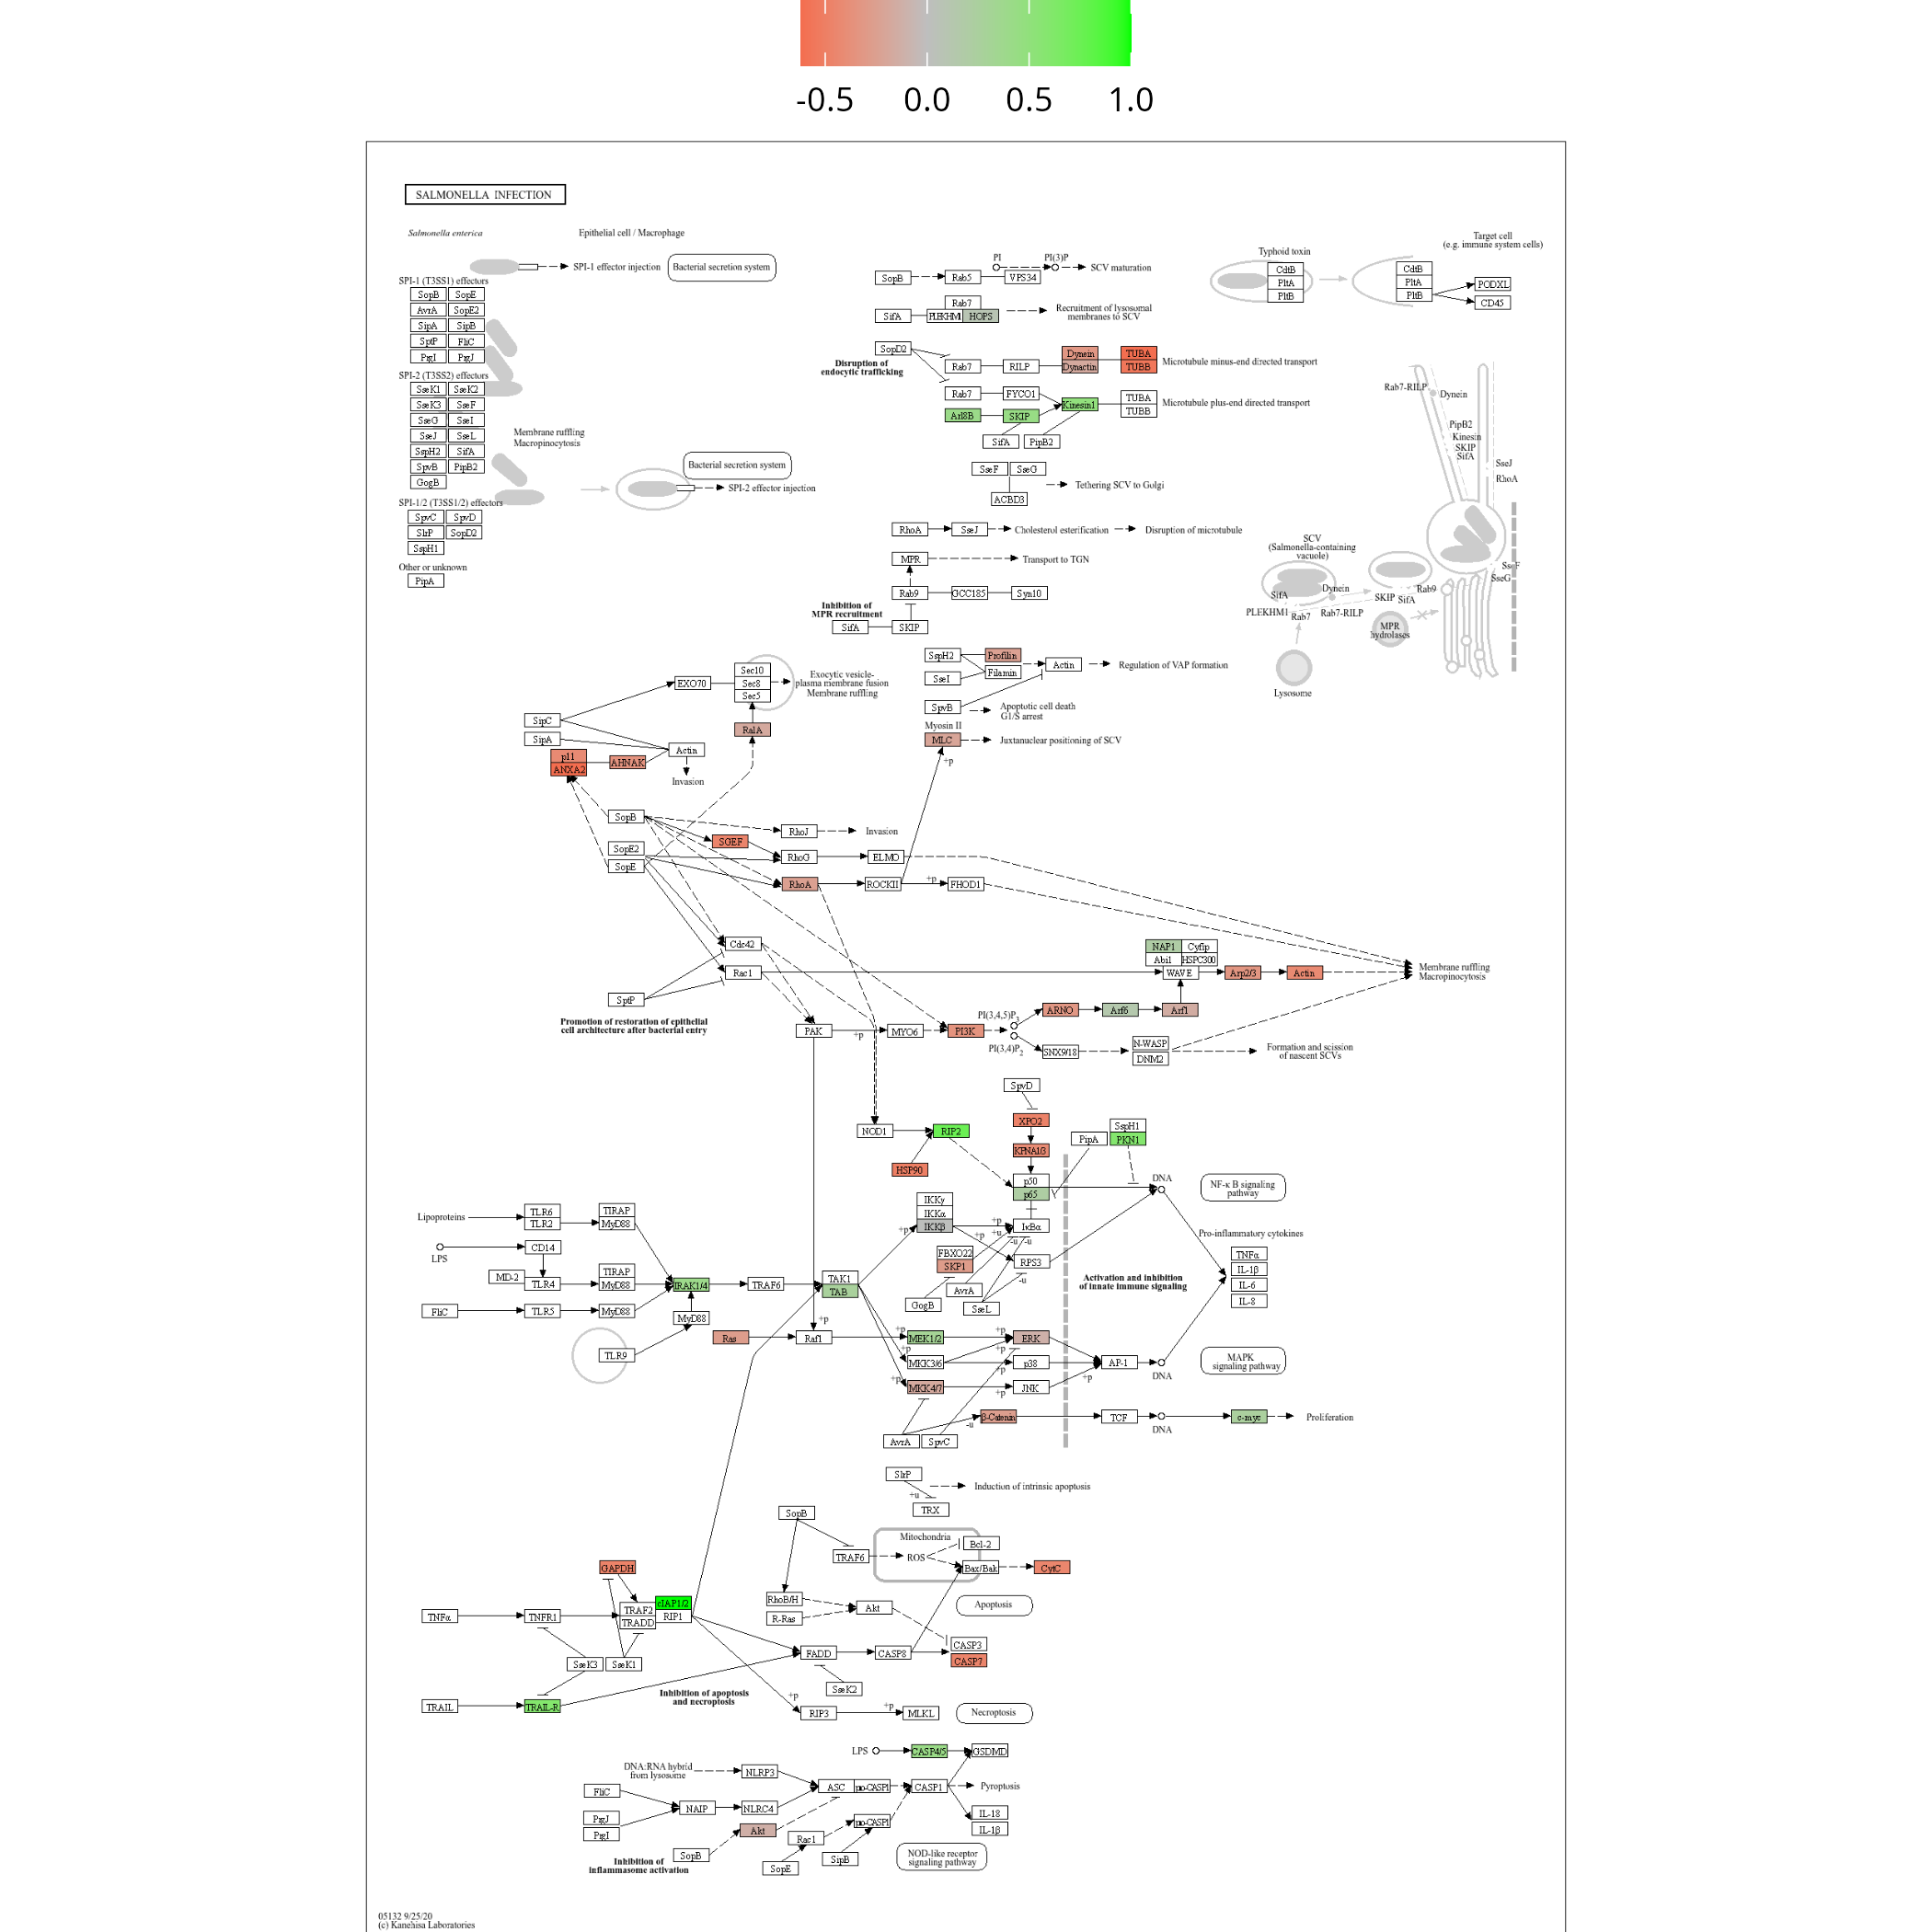 -0.5 0.0 0.5 1.0
SALMONELLA INFECTION
Salmonella enterica
Epithelial cell / Macrophage
SPI-1 effector injection
Bacterial secretion system
SPI-1 (T3SS1) effectors
SopB SopE
AvrA SopE2
SipA SipB
SptP FliC
PrgI PrgJ
SPI-2 (T3SS2) effectors
SseK1 SseK2
SseK3 SseF
SseG SseI
SseJ SseL
SspH2 SifA
SpvB PipB2
GogB
SPI-1/2 (T3SS1/2) effectors
SpvC SpvD
SlrP SopD2
SspH1
Other or unknown
PipA
Membrane ruffling
Macropinocytosis
Bacterial secretion system
SPI-2 effector injection
PI PI(3)P
SopB Rab5 VPS34 SCV maturation
Rab7
SifA PLEKHM1 HOPS
Recruitment of lysosomal
membranes to SCV
SopD2
Disruption of
endocytic trafficking
Rab7 RILP Dynein Dynactin TUBA TUBB
Microtubule minus-end directed transport
Rab7 FYCO1 Kinesin1 TUBA TUBB
Microtubule plus-end directed transport
Arl8B SKIP
SifA PipB2
SseF SseG
ACBD3
Tethering SCV to Golgi
RhoA SseJ Cholesterol esterification Disruption of microtubule
MPR Transport to TGN
Rab9 GCC185 Syn10
Inhibition of
MPR recruitment
SifA SKIP
Typhoid toxin
CdtB
PltA
PltB
Target cell
(e.g. immune system cells)
CdtB
PltA
PltB
PODXL
CD45
Rab7-RILP Dynein
PipB2
Kinesin
SKIP
SifA
SseJ
RhoA
SCV
(Salmonella-containing
vacuole)
SseF
SseG
SifA Dynein
SKIP SifA Rab9
PLEKHM1 Rab7 Rab7-RILP
MPR
hydrolases
Lysosome
SspH2 Profilin
SseI Filamin
Actin Regulation of VAP formation
SpvB
Apoptotic cell death
G1/S arrest
Myosin II
MLC Juxtanuclear positioning of SCV
+p
EXO70 Sec10
Sec8
Sec5
Exocytic vesicle-
plasma membrane fusion
Membrane ruffling
RalA
SipC
SipA
Actin
p11
ANXA2
AHNAK
Invasion
SopB
SopE2
SopE
SGEF
RhoJ Invasion
RhoG ELMO
RhoA ROCKII +p FHOD1
Cdc42
Rac1
SptP
Promotion of restoration of epithelial
cell architecture after bacterial entry
NAP1 Cyfip
Abi1 HSPC300
WAVE Arp2/3 Actin
Membrane ruffling
Macropinocytosis
PI(3,4,5)P3
ARNO Arf6 Arf1
PAK +p MYO6 PI3K
PI(3,4)P2
SNX9/18
N-WASP
DNM2
Formation and scission
of nascent SCVs
SpvD
XPO2
KPNA1/3
NOD1 RIP2
HSP90
p50
p65
PipA
SspH1
PKN1
DNA
NF-κ B signaling
pathway
Lipoproteins
TLR6
TLR2
TIRAP
MyD88
LPS
CD14
MD-2 TLR4
TIRAP
MyD88
IRAK1/4 TRAF6
TAK1
TAB
FliC TLR5 MyD88
MyD88
TLR9
IKKγ
IKKα
IKKβ
+p
+p
+u
+p
IκBα
-u -u
FBXO22
SKP1
RPS3
-u
GogB
AvrA
SseL
Activation and inhibition
of innate immune signaling
Pro-inflammatory cytokines
TNFα
IL-1β
IL-6
IL-8
Ras Raf1 +p
+p MEK1/2 +p ERK
+p MKK3/6 +p p38 +p
AP-1 DNA
+p MKK4/7 +p JNK +p
MAPK
signaling pathway
β-Catenin TCF DNA c-myc Proliferation
-u
AvrA SpvC
SlrP
+u
TRX
Induction of intrinsic apoptosis
SopB
TRAF6
Mitochondria
ROS
Bcl-2
Bax/Bak CytC
RhoB/H
R-Ras
Akt
Apoptosis
GAPDH
TNFα TNFR1
TRAF2
TRADD
cIAP1/2
RIP1
SseK3 SseK1
FADD CASP8
CASP3
CASP7
SseK2
TRAIL TRAIL-R
Inhibition of apoptosis
and necroptosis
+p RIP3 +p MLKL
Necroptosis
LPS CASP4/5 GSDMD
DNA:RNA hybrid
from lysosome
NLRP3
ASC pro-CASP1 CASP1 Pyroptosis
FliC
NAIP NLRC4
PrgJ
PrgI
Akt
Rac1
pro-CASP1
IL-18
IL-1β
SopB
SopE
SipB
Inhibition of
inflammasome activation
NOD-like receptor
signaling pathway
05132 9/25/20
(c) Kanehisa Laboratories